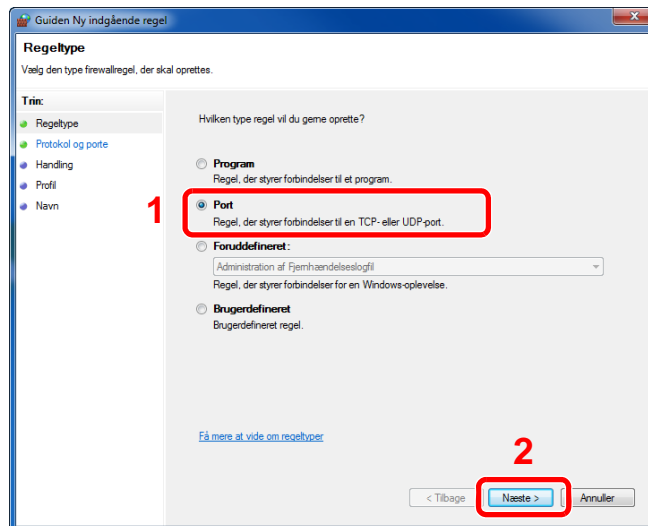 Guiden Ny indgående regel
Regeltype
Vælg den type firewallregel, der skal oprettes.
Trin:
Regeltype
Protokol og porte
Handling
Profil
Navn
Hvilken type regel vil du gerne oprette?
Program
Regel, der styrer forbindelser til et program.
1
Port
Regel, der styrer forbindelser til en TCP- eller UDP-port.
Foruddefineret:
Administration af Fjernhændelseslogfil
Regel, der styrer forbindelser for en Windows-oplevelse.
Brugerdefineret
Brugerdefineret regel.
Få mere at vide om regeltyper
2
< Tilbage Næste > Annuller